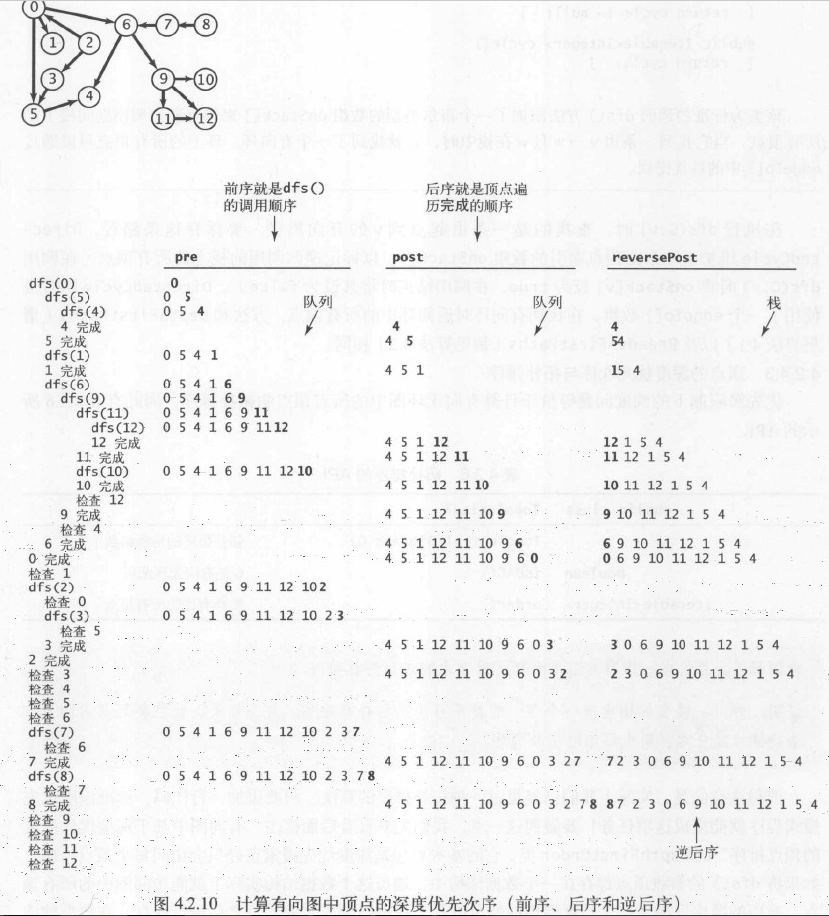 0
6
7
8
1
2
3
9
10
5
4
11
12
前序就是dfs()
的调用顺序
后序就是顶点遍
历完成的顺序
pre
post
reversePost
队列
队列
栈
dfs(0) 0
dfs(5) 0 5
dfs(4) 0 5 4
4 完成 4 4
5 完成 4 5 54
dfs(1) 0 5 4 1
1 完成 4 5 1 15 4
dfs(6) 0 5 4 1 6
dfs(9) 0 5 4 1 6 9
dfs(11) 0 5 4 1 6 9 11
dfs(12) 0 5 4 1 6 9 1112
12 完成 4 5 1 12 12 1 5 4
11 完成 4 5 1 12 11 11 12 1 5 4
dfs(10) 0 5 4 1 6 9 11 12 10
10 完成 4 5 1 12 11 10 10 11 12 1 5 4
检查 12
9 完成 4 5 1 12 11 10 9 9 10 11 12 1 5 4
检查 4
6 完成 4 5 1 12 11 10 9 6 6 9 10 11 12 1 5 4
0 完成 4 5 1 12 11 10 9 6 0 0 6 9 10 11 12 1 5 4
检查 1
dfs(2) 0 5 4 1 6 9 11 12 10 2
检查 0
dfs(3) 0 5 4 1 6 9 11 12 10 2 3
检查 5
3 完成 4 5 1 12 11 10 9 6 0 3 3 0 6 9 10 11 12 1 5 4
2 完成
检查 3 4 5 1 12 11 10 9 6 0 3 2 2 3 0 6 9 10 11 12 1 5 4
检查 4
检查 5
检查 6
dfs(7) 0 5 4 1 6 9 11 12 10 2 3 7
检查 6
7 完成 4 5 1 12 11 10 9 6 0 3 2 7 7 2 3 0 6 9 10 11 12 1 5 4
dfs(8) 0 5 4 1 6 9 11 12 10 2 3 7 8
检查 7
8 完成 4 5 1 12 11 10 9 6 0 3 2 7 8 8 7 2 3 0 6 9 10 11 12 1 5 4
检查 9
检查 10
检查 11
检查 12
逆后序
图 4.2.10 计算有向图中顶点的深度优先次序（前序、后序和逆后序）